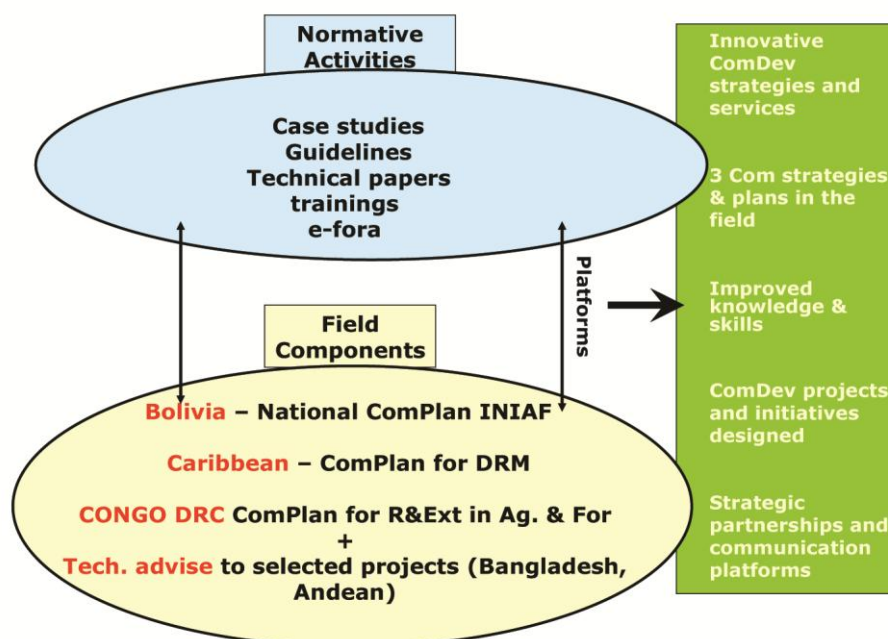 Normative
Activities
Case studies
Guidelines
Technical papers
trainings
e-fora
Platforms
Field
Components
Bolivia – National ComPlan INIAF
Caribbean – ComPlan for DRM
CONGO DRC ComPlan for R&Ext in Ag. & For
+
Tech. advise to selected projects (Bangladesh,
Andean)
Innovative
ComDev
strategies and
services
3 Com strategies
& plans in the
field
Improved
knowledge &
skills
ComDev projects
and initiatives
designed
Strategic
partnerships and
communication
platforms